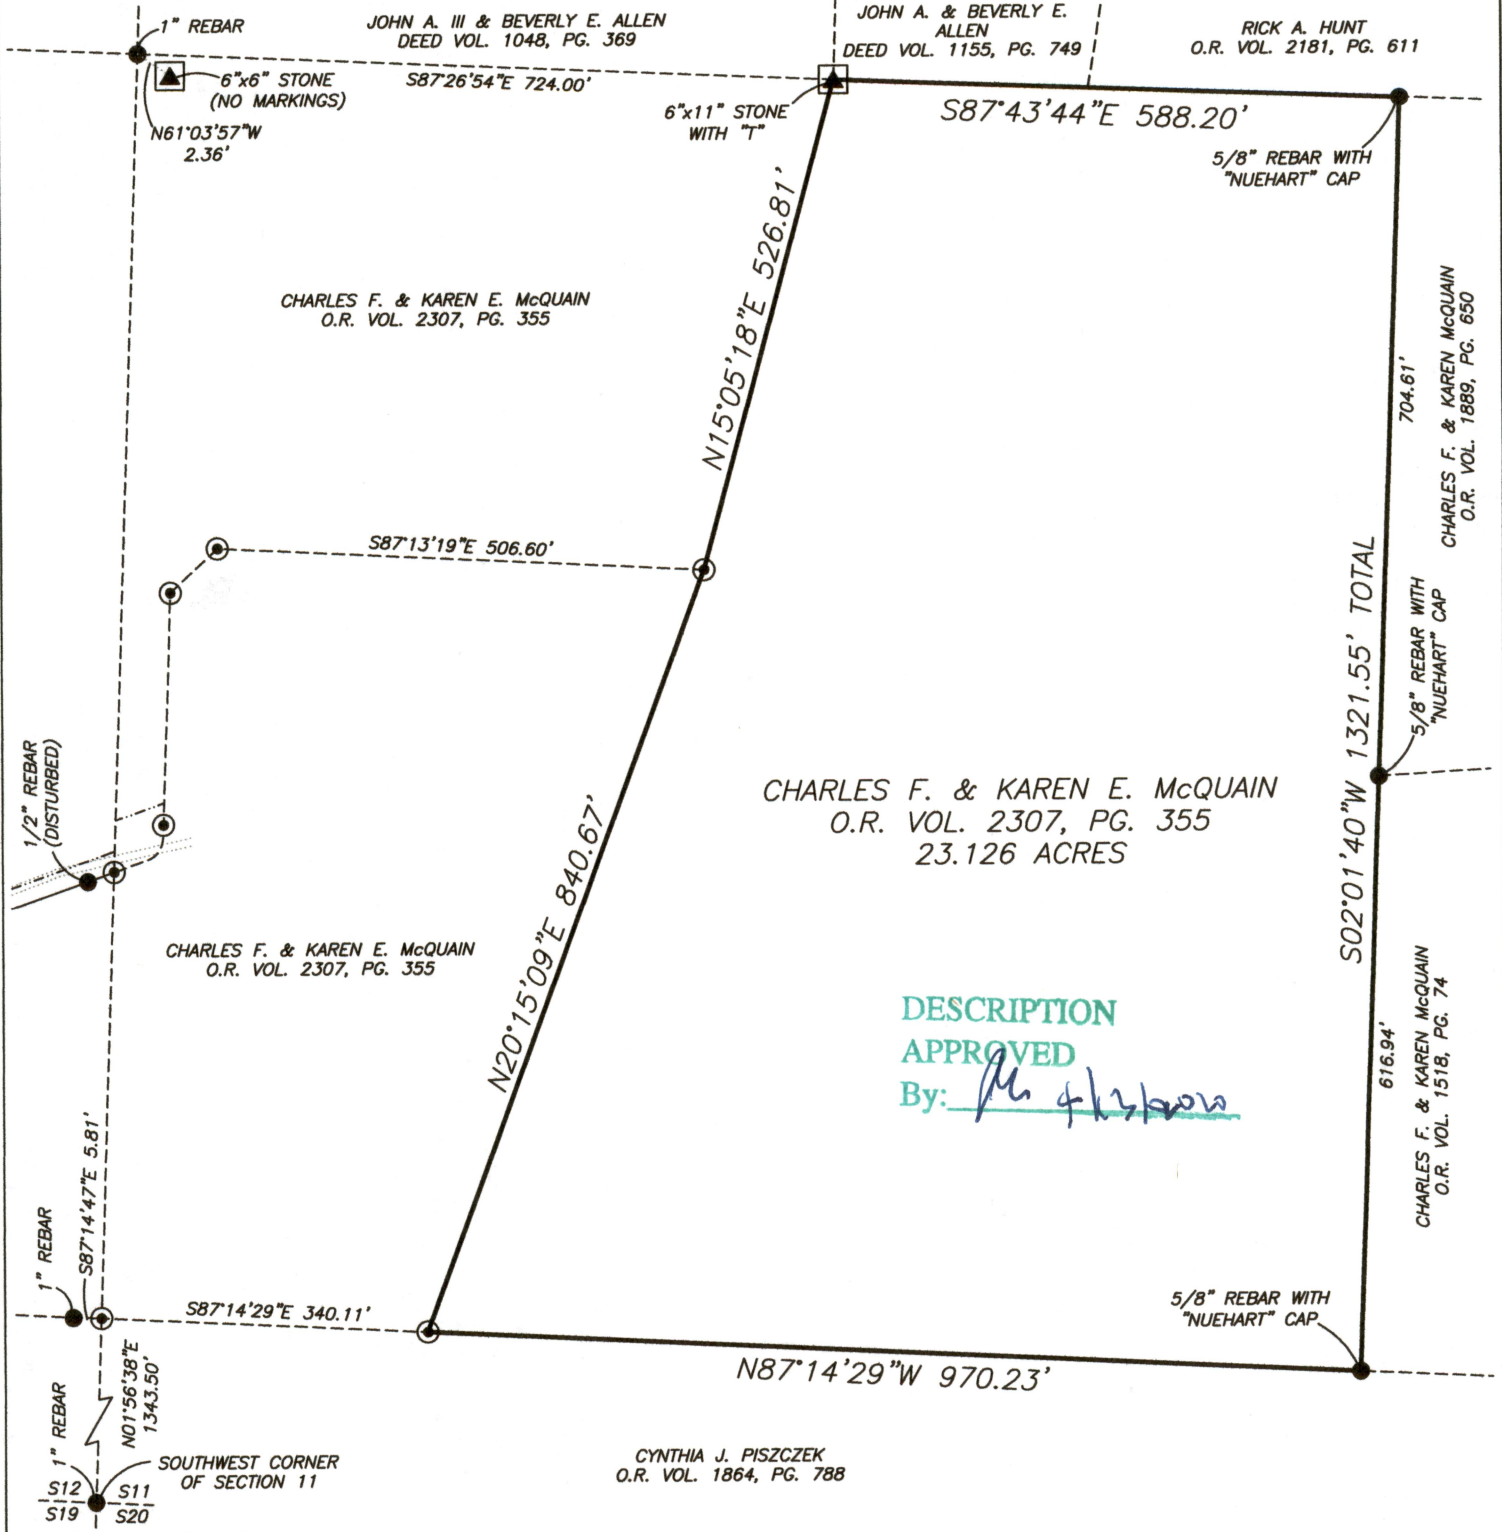 1" REBAR
JOHN A. III & BEVERLY E. ALLEN
DEED VOL. 1048, PG. 369
JOHN A. & BEVERLY E.
ALLEN
DEED VOL. 1155, PG. 749
RICK A. HUNT
O.R. VOL. 2181, PG. 611
6"x6" STONE
(NO MARKINGS)
S87°26'54"E 724.00'
N61°03'57"W
2.36'
6"x11" STONE
WITH "T"
S87°43'44"E 588.20'
5/8" REBAR WITH
"NUEHART" CAP
N15°05'18"E 526.81'
CHARLES F. & KAREN E. McQUAIN
O.R. VOL. 2307, PG. 355
704.61'
CHARLES F. & KAREN McQUAIN
O.R. VOL. 1889, PG. 650
S87°13'19"E 506.60'
S02°01'40"W 1321.55' TOTAL
5/8" REBAR WITH
"NUEHART" CAP
1/2" REBAR
(DISTURBED)
CHARLES F. & KAREN E. McQUAIN
O.R. VOL. 2307, PG. 355
23.126 ACRES
N20°15'09"E 840.67'
CHARLES F. & KAREN E. McQUAIN
O.R. VOL. 2307, PG. 355
DESCRIPTION
APPROVED
By:
616.94'
CHARLES F. & KAREN McQUAIN
O.R. VOL. 1518, PG. 74
S87°14'47"E 5.81'
1" REBAR
S87°14'29"E 340.11'
5/8" REBAR WITH
"NUEHART" CAP
N87°14'29"W 970.23'
N01°56'38"E
1343.50'
1" REBAR
SOUTHWEST CORNER
OF SECTION 11
S12 S11
S19 S20
CYNTHIA J. PISZCZEK
O.R. VOL. 1864, PG. 788